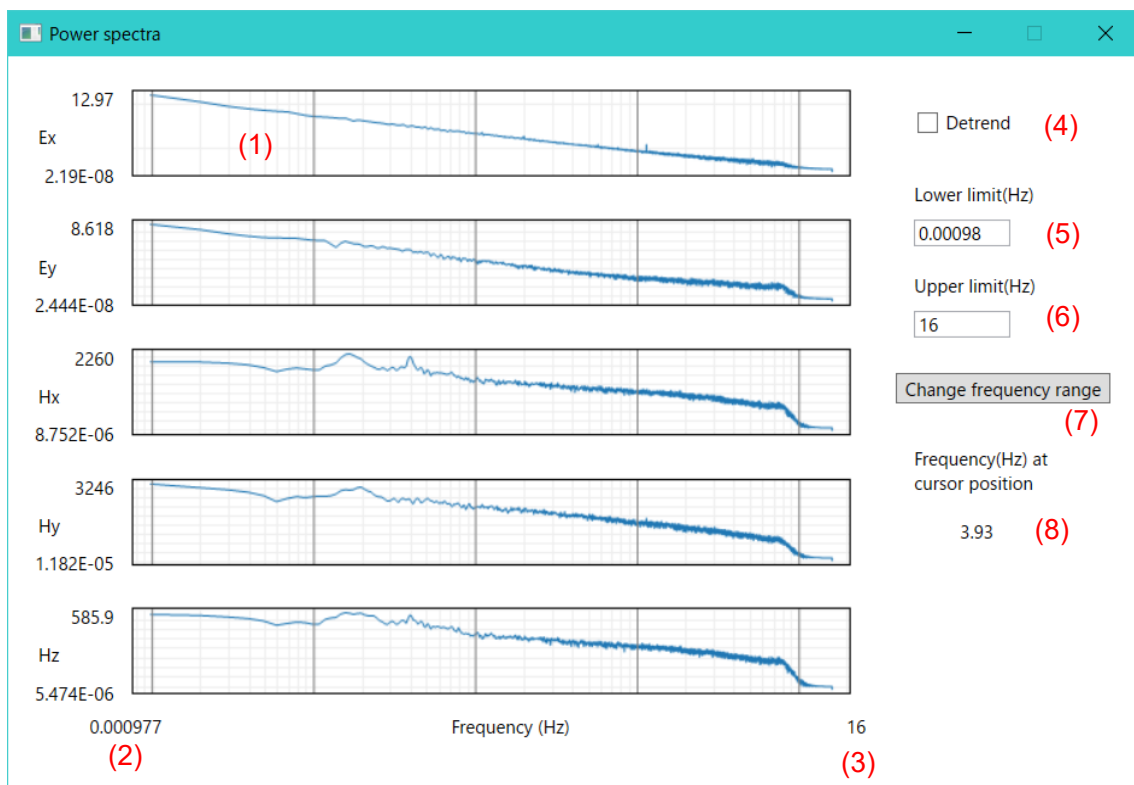 Power spectra
12.97
Ex
(1)
2.19E-08
8.618
Ey
2.444E-08
2260
Hx
8.752E-06
3246
Hy
1.182E-05
585.9
Hz
5.474E-06
0.000977
Frequency (Hz)
16
(2)
(3)
Detrend
(4)
Lower limit(Hz)
0.00098
(5)
Upper limit(Hz)
16
(6)
Change frequency range
(7)
Frequency(Hz) at
cursor position
3.93
(8)